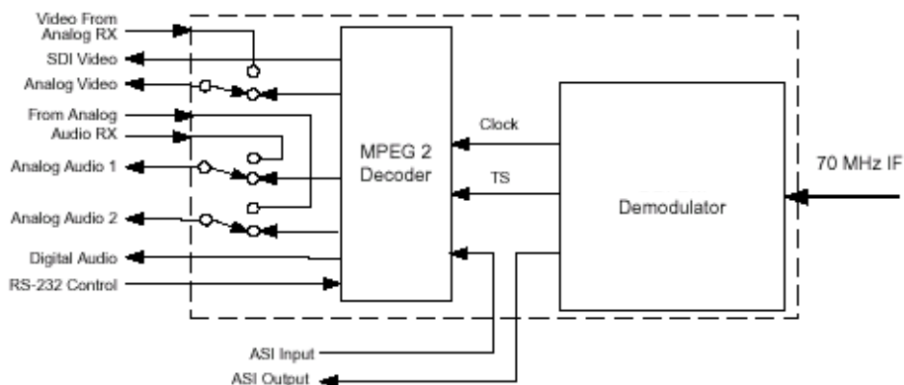 Video From
Analog RX
SDI Video
Analog Video
From Analog
Audio RX
Analog Audio 1
Analog Audio 2
Digital Audio
RS-232 Control
MPEG 2
Decoder
Clock
TS
Demodulator
70 MHz IF
ASI Input
ASI Output